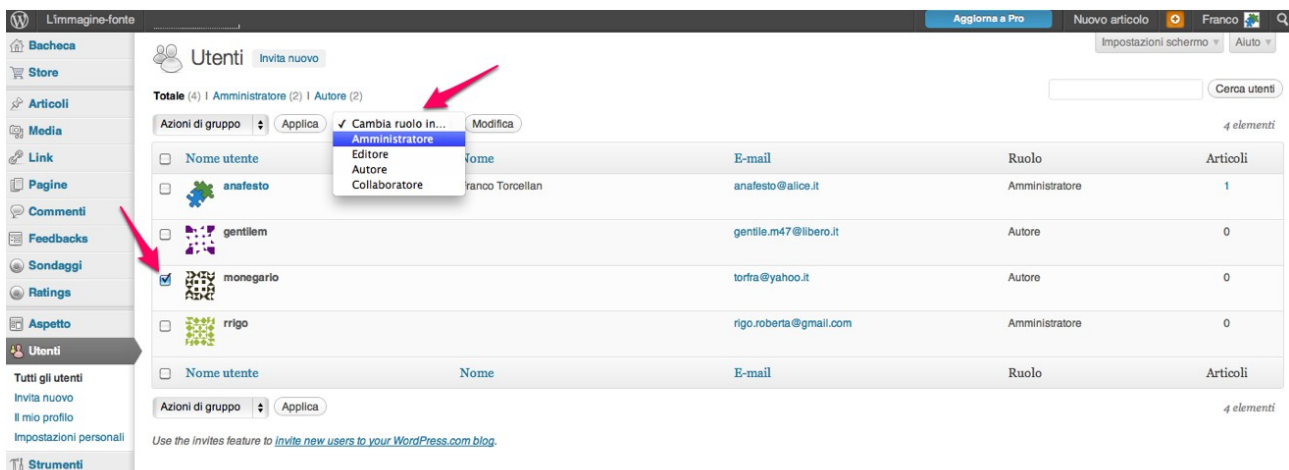 L'immagine-fonte
Aggiorna a Pro
Nuovo articolo
Franco
Bacheca
Store
Articoli
Media
Link
Pagine
Commenti
Feedbacks
Sondaggi
Ratings
Aspetto
Utenti
Tutti gli utenti
Invita nuovo
Il mio profilo
Impostazioni personali
Strumenti
Impostazioni schermo
Aiuto
Utenti
Invita nuovo
Totale (4) | Amministratore (2) | Autore (2)
Cerca utenti
Azioni di gruppo
Applica
✓ Cambia ruolo in...
Amministratore
Editore
Autore
Collaboratore
Modifica
4 elementi
Nome utente Nome E-mail Ruolo Articoli
anafesto ranco Torcellan anafesto@alice.it Amministratore 1
gentilem gentile.m47@libero.it Autore 0
monegario torfra@yahoo.it Autore 0
rrigo rigo.roberta@gmail.com Amministratore 0
Nome utente Nome E-mail Ruolo Articoli
Azioni di gruppo
Applica
4 elementi
Use the invites feature to invite new users to your WordPress.com blog.